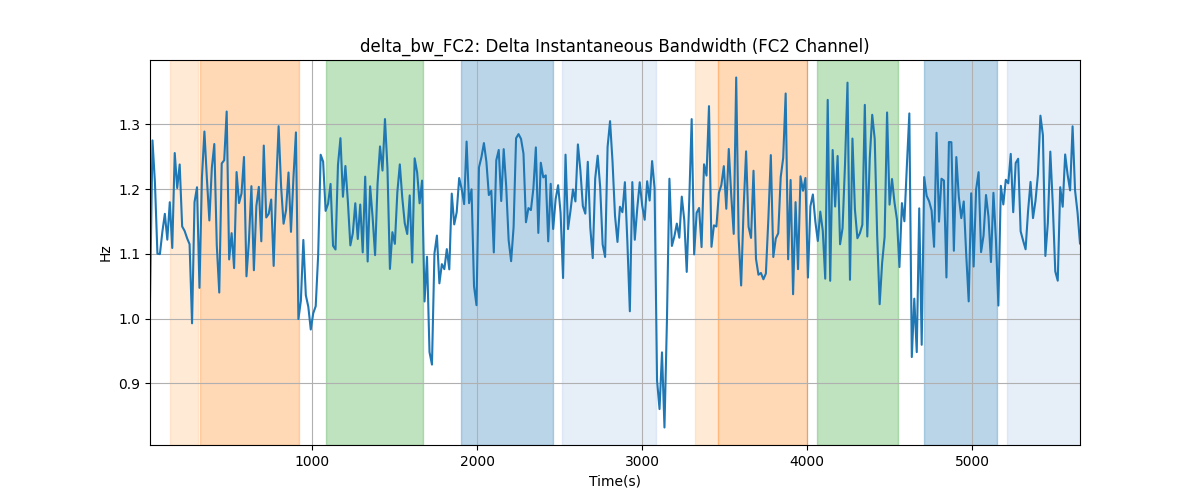 delta_bw_FC2: Delta Instantaneous Bandwidth (FC2 Channel)
Hz
1.3
1.2
1.1
1.0
0.9
1000 2000 3000 4000 5000
Time(s)